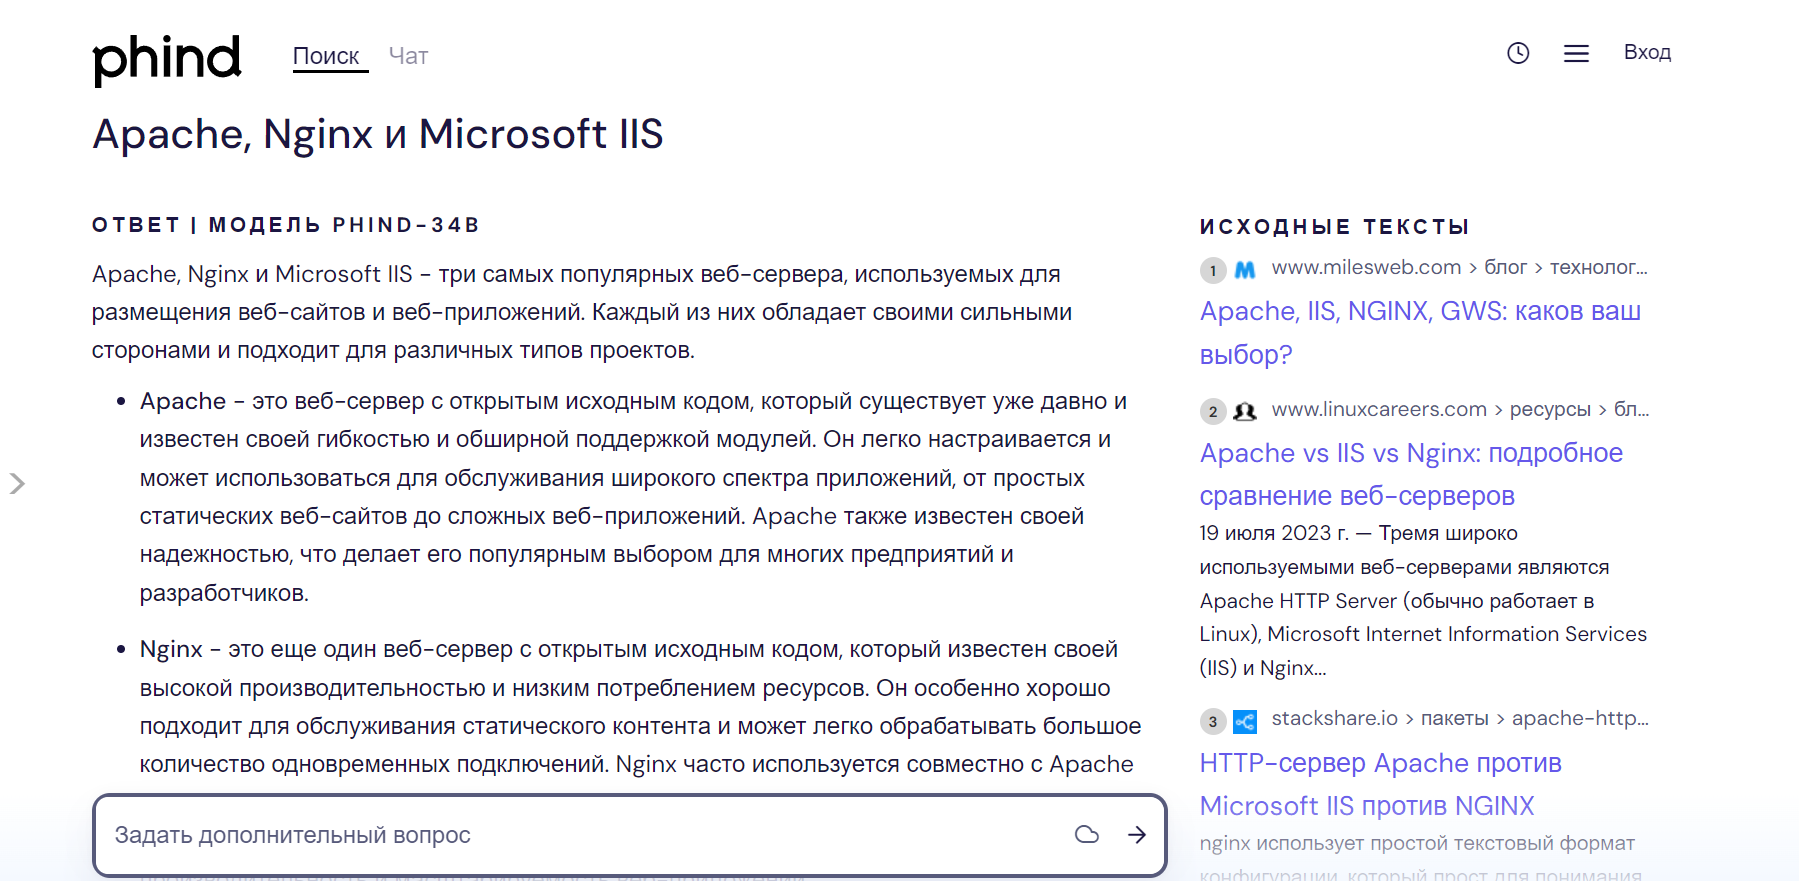 phind
Поиск Чат
Вход
Apache, Nginx и Microsoft IIS
ОТВЕТ | МОДЕЛЬ PHIND-34B
Apache, Nginx и Microsoft IIS - три самых популярных веб-сервера, используемых для
размещения веб-сайтов и веб-приложений. Каждый из них обладает своими сильными
сторонами и подходит для различных типов проектов.
Apache - это веб-сервер с открытым исходным кодом, который существует уже давно и
известен своей гибкостью и обширной поддержкой модулей. Он легко настраивается и
может использоваться для обслуживания широкого спектра приложений, от простых
статических веб-сайтов до сложных веб-приложений. Apache также известен своей
надежностью, что делает его популярным выбором для многих предприятий и
разработчиков.
Nginx - это еще один веб-сервер с открытым исходным кодом, который известен своей
высокой производительностью и низким потреблением ресурсов. Он особенно хорошо
подходит для обслуживания статического контента и может легко обрабатывать большое
количество одновременных подключений. Nginx часто используется совместно с Apache
Задать дополнительный вопрос
ИСХОДНЫЕ ТЕКСТЫ
1 www.milesweb.com > блог > технолог...
Apache, IIS, NGINX, GWS: каков ваш
выбор?
2 www.linuxcareers.com > ресурсы > бл...
Apache vs IIS vs Nginx: подробное
сравнение веб-серверов
19 июля 2023 г. — Тремя широко
используемыми веб-серверами являются
Apache HTTP Server (обычно работает в
Linux), Microsoft Internet Information Services
(IIS) и Nginx...
3 stackshare.io > пакеты > apache-http...
HTTP-сервер Apache против
Microsoft IIS против NGINX
nginx использует простой текстовый формат
конфигурации, который прост для понимания